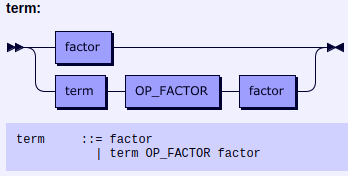 term:
factor
term OP_FACTOR factor
term ::= factor
| term OP_FACTOR factor